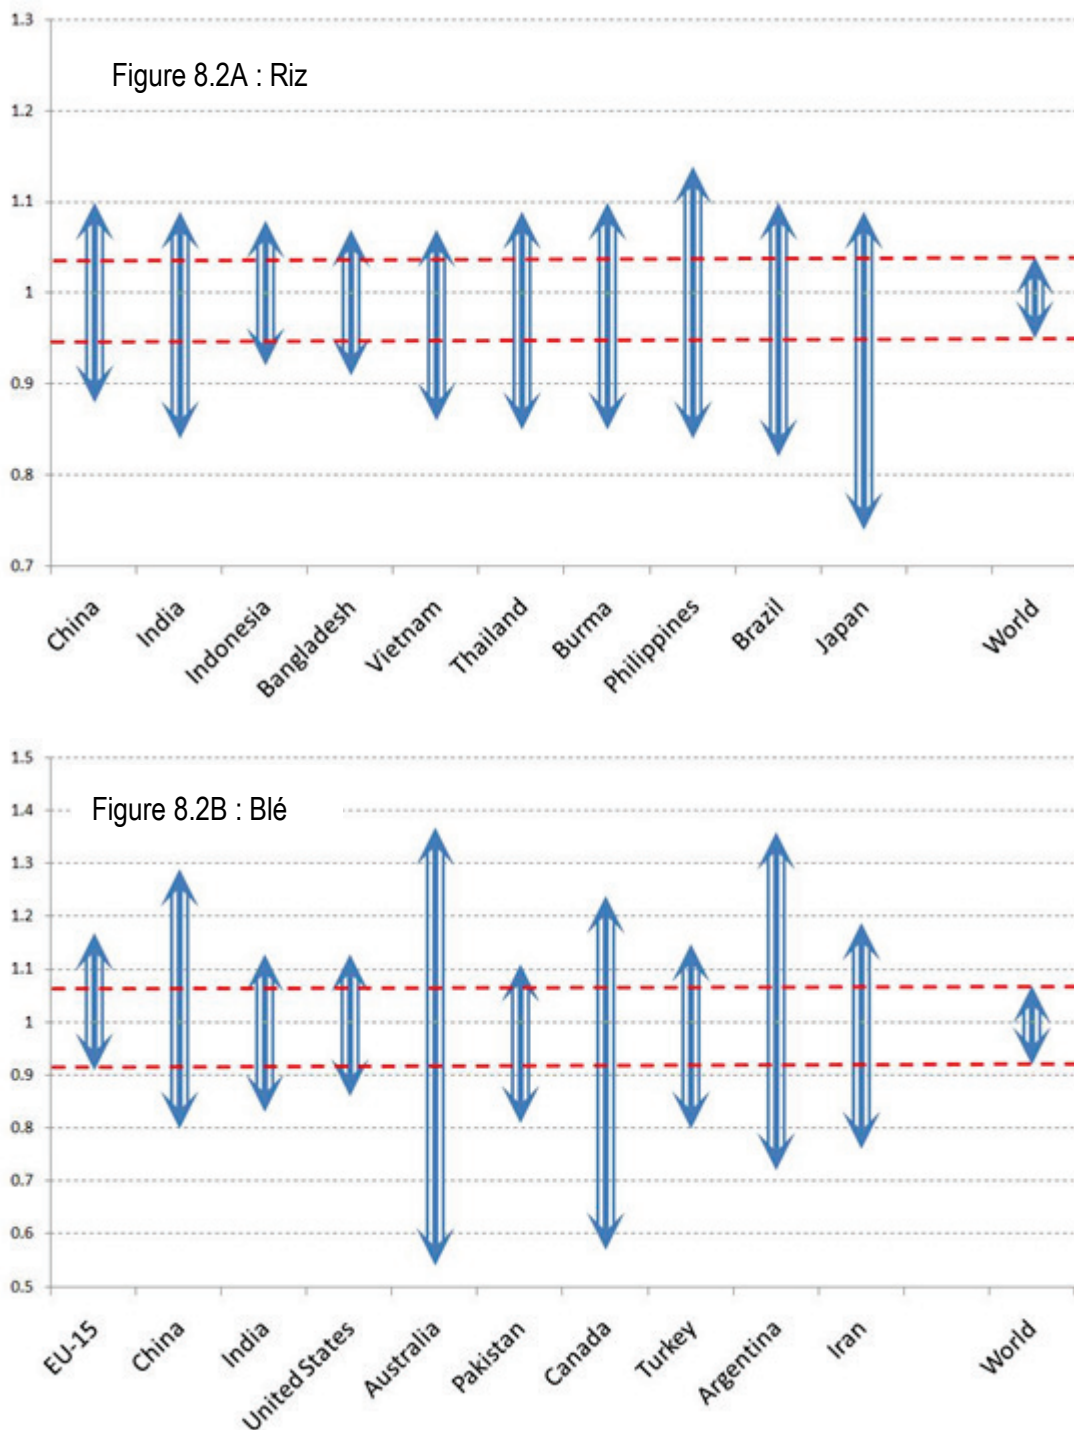 1.3
Figure 8.2A : Riz
1.2
1.1
1
0.9
0.8
0.7
China
India
Indonesia
Bangladesh
Vietnam
Thailand
Burma
Philippines
Brazil
Japan
World
1.5
Figure 8.2B : Blé
1.4
1.3
1.2
1.1
1
0.9
0.8
0.7
0.6
0.5
EU-15
China
India
United States
Australia
Pakistan
Canada
Turkey
Argentina
Iran
World